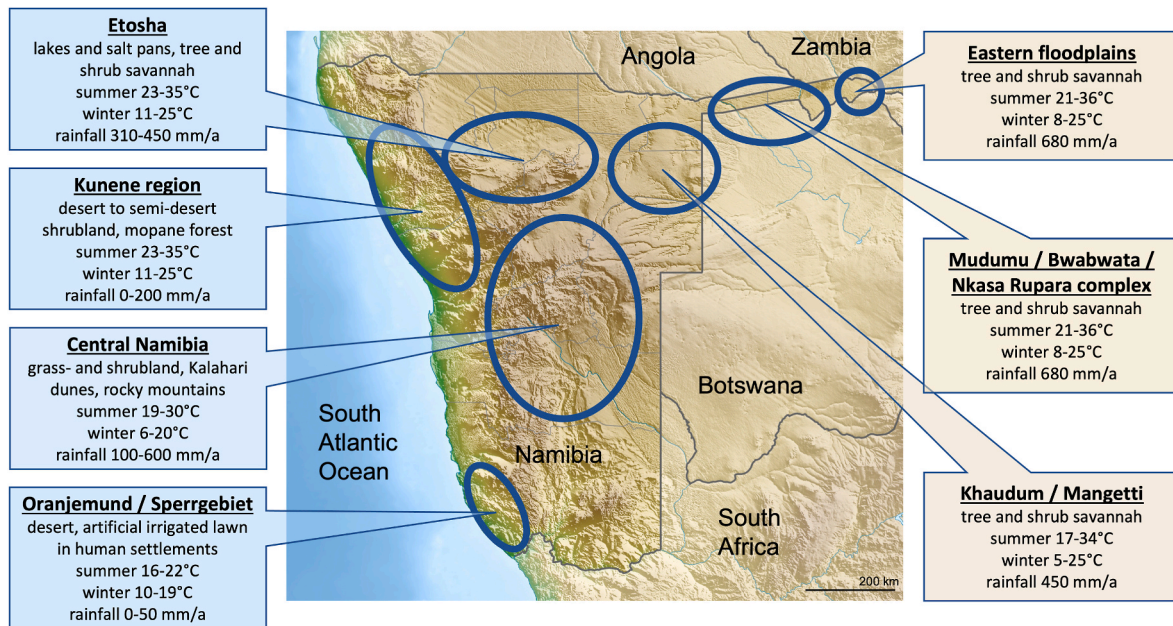 Etosha
lakes and salt pans, tree and
shrub savannah
summer 23-35°C
winter 11-25°C
rainfall 310-450 mm/a
Kunene region
desert to semi-desert
shrubland, mopane forest
summer 23-35°C
winter 11-25°C
rainfall 0-200 mm/a
Central Namibia
grass- and shrubland, Kalahari
dunes, rocky mountains
summer 19-30°C
winter 6-20°C
rainfall 100-600 mm/a
Oranjemund / Sperrgebiet
desert, artificial irrigated lawn
in human settlements
summer 16-22°C
winter 10-19°C
rainfall 0-50 mm/a
Angola
Zambia
Botswana
South
Atlantic
Ocean
Namibia
South
Africa
200 km
Eastern floodplains
tree and shrub savannah
summer 21-36°C
winter 8-25°C
rainfall 680 mm/a
Mudumu / Bwabwata /
Nkasa Rupara complex
tree and shrub savannah
summer 21-36°C
winter 8-25°C
rainfall 680 mm/a
Khaudum / Mangetti
tree and shrub savannah
summer 17-34°C
winter 5-25°C
rainfall 450 mm/a